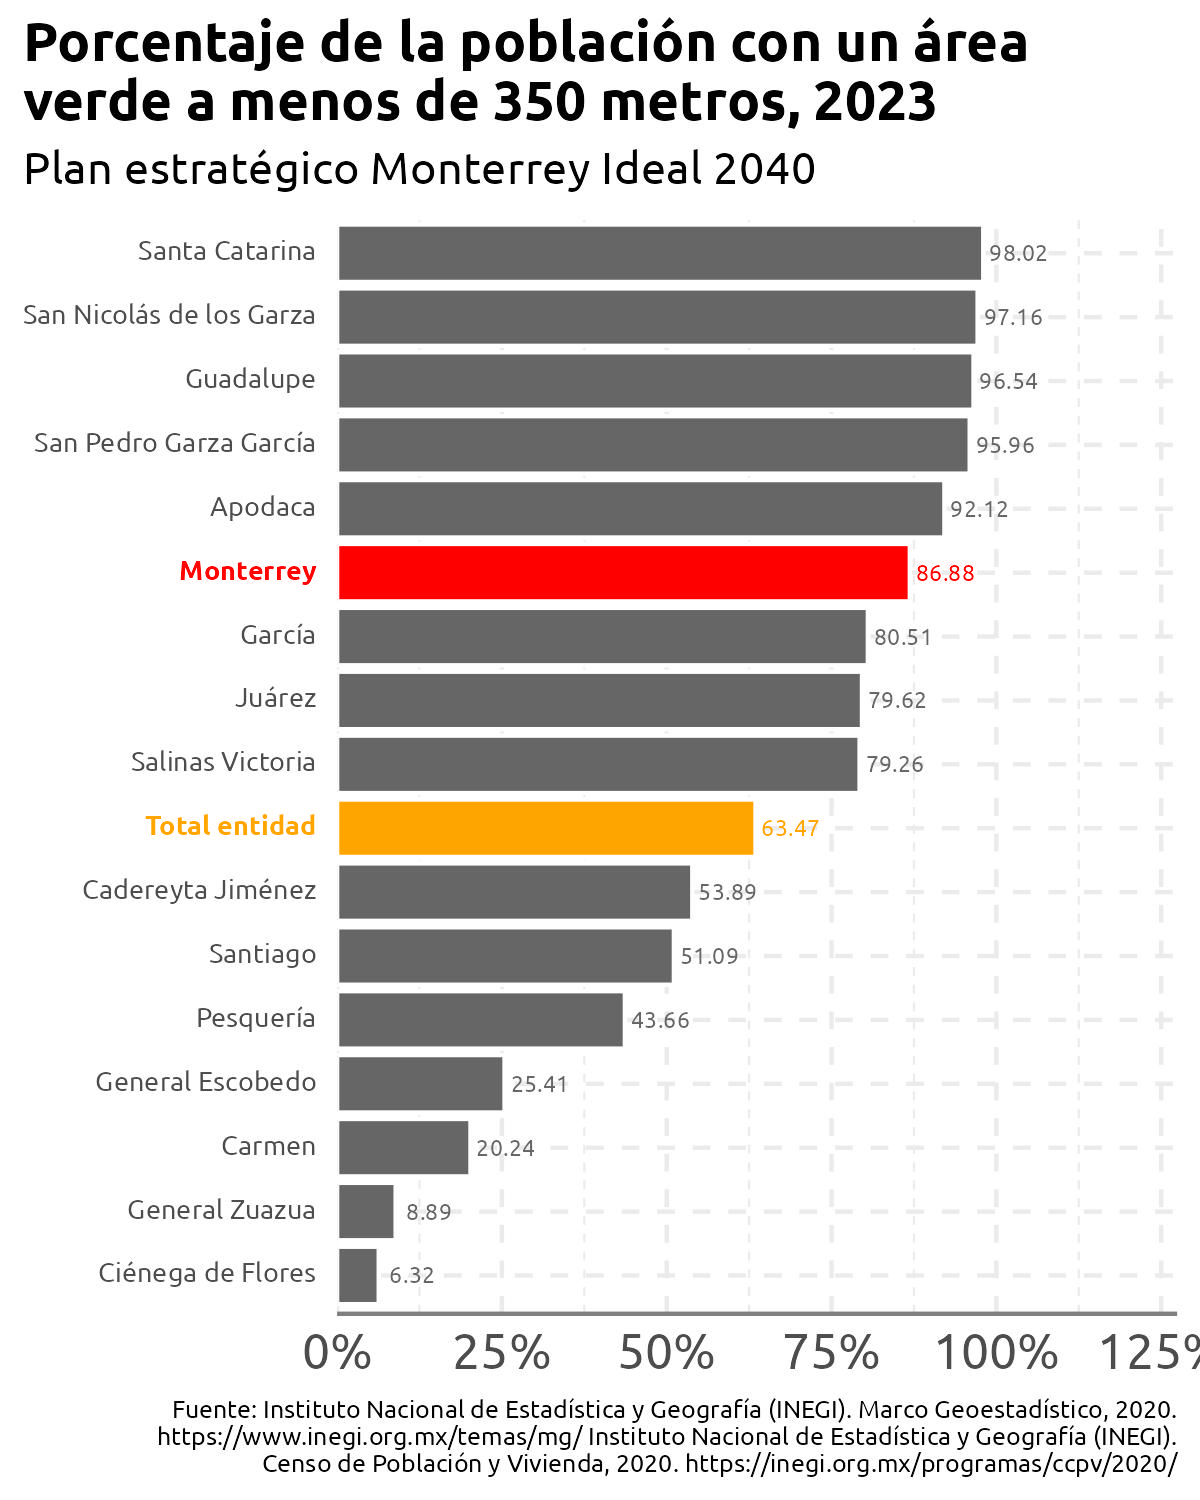 Porcentaje de la población con un área
verde a menos de 350 metros, 2023
Plan estratégico Monterrey Ideal 2040
Santa Catarina 98.02
San Nicolás de los Garza 97.16
Guadalupe 96.54
San Pedro Garza García 95.96
Apodaca 92.12
Monterrey 86.88
García 80.51
Juárez 79.62
Salinas Victoria 79.26
Total entidad 63.47
Cadereyta Jiménez 53.89
Santiago 51.09
Pesquería 43.66
General Escobedo 25.41
Carmen 20.24
General Zuazua 8.89
Ciénega de Flores 6.32
0% 25% 50% 75% 100% 125%
Fuente: Instituto Nacional de Estadística y Geografía (INEGI). Marco Geoestadístico, 2020.
https://www.inegi.org.mx/temas/mg/ Instituto Nacional de Estadística y Geografía (INEGI).
Censo de Población y Vivienda, 2020. https://inegi.org.mx/programas/ccpv/2020/